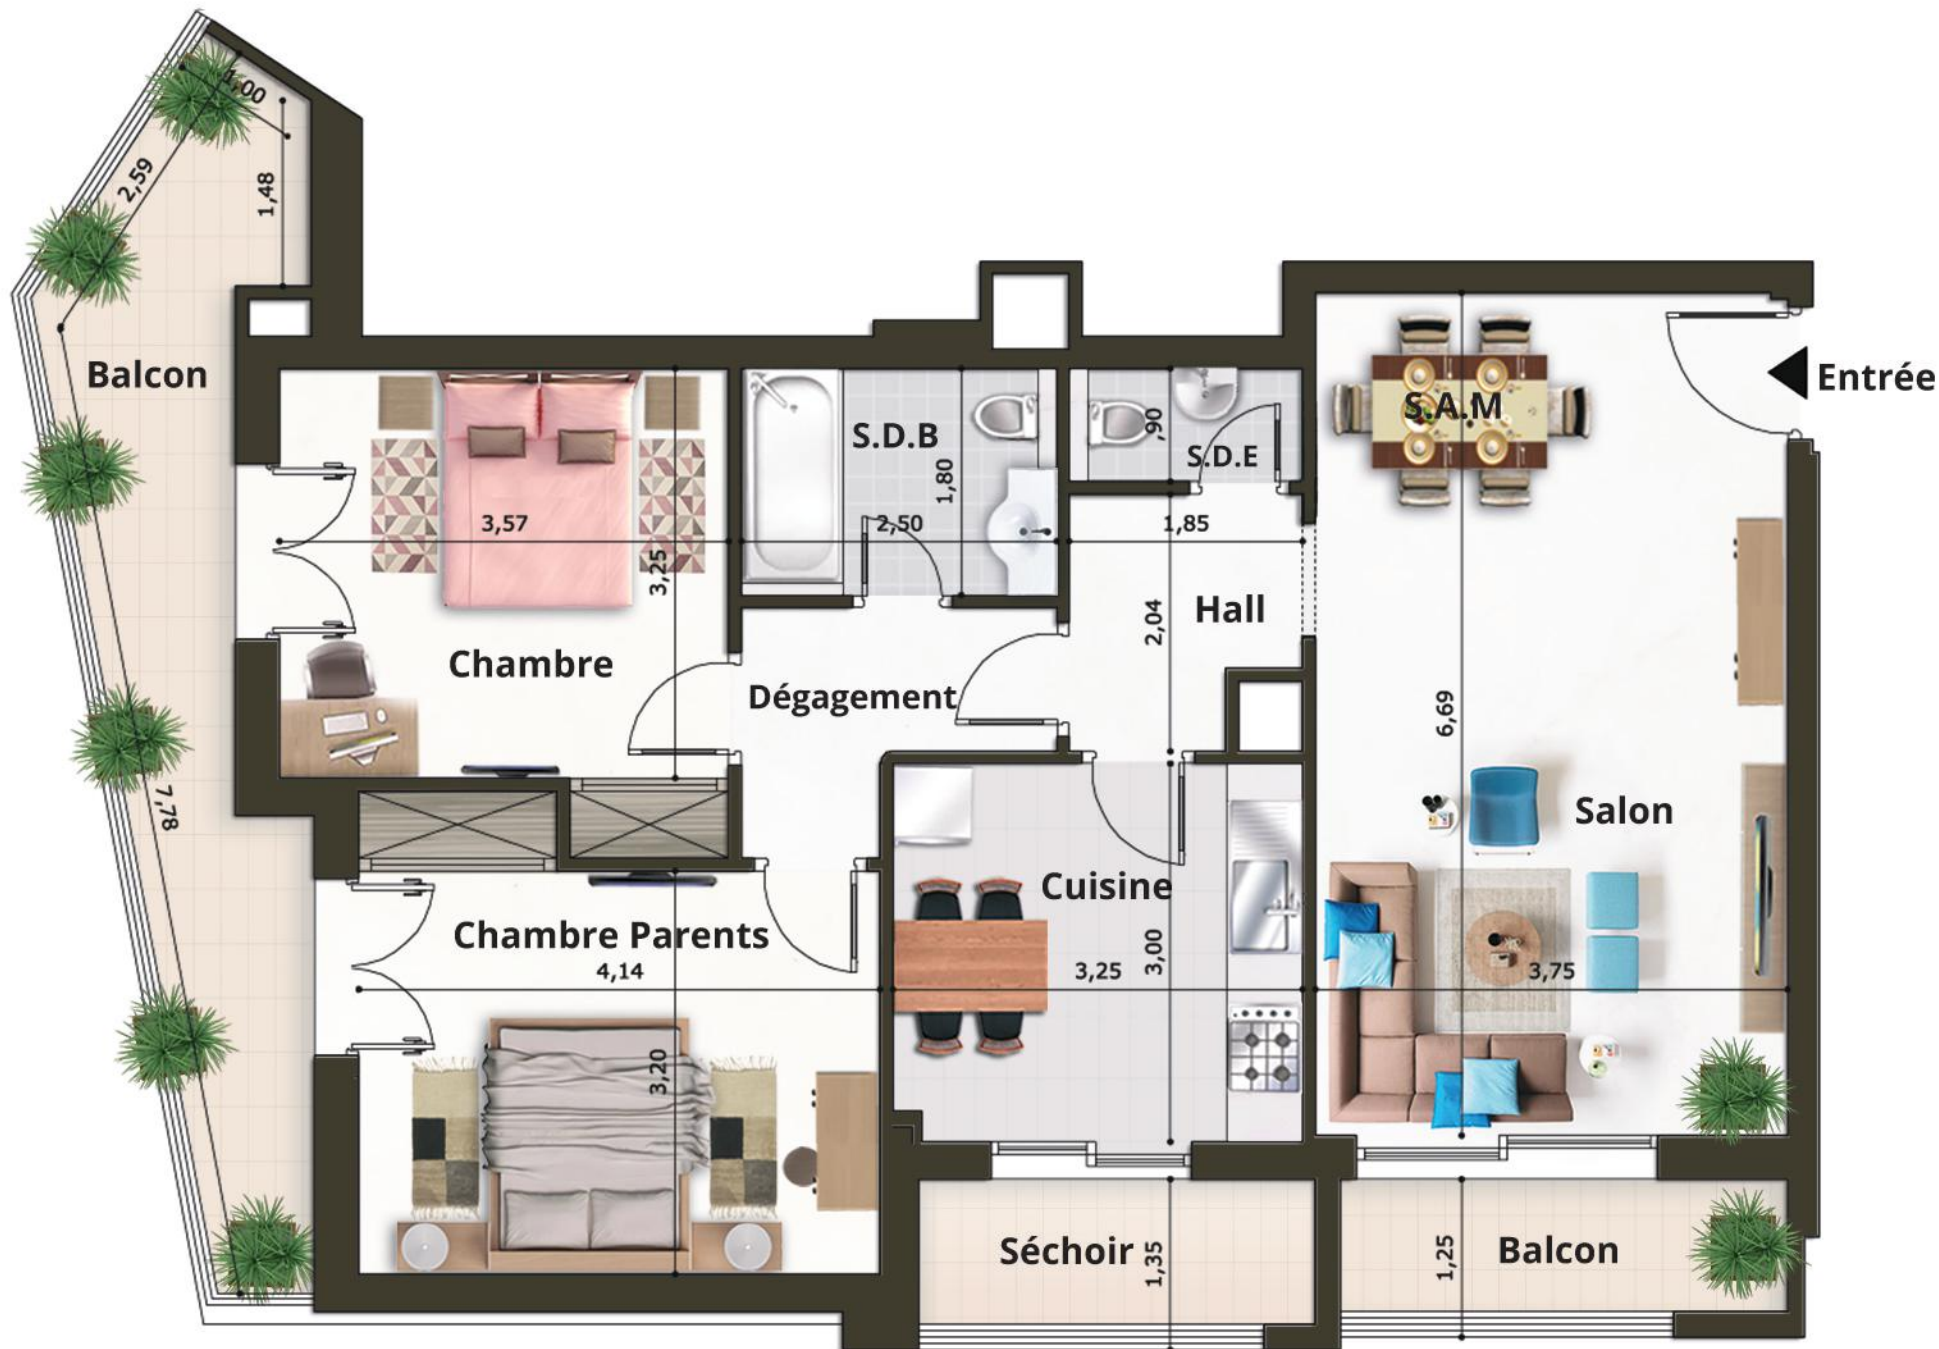 1,00
2,59
1,48
Balcon
Entrée
S.A.M
S.D.B
,90
S.D.E
1,80
3,57
2,50
1,85
3,25
2,04
Hall
Chambre
Dégagement
6,69
7,78
Salon
Cuisine
Chambre Parents
4,14
3,25
3,00
3,75
3,20
Séchoir
1,35
1,25
Balcon